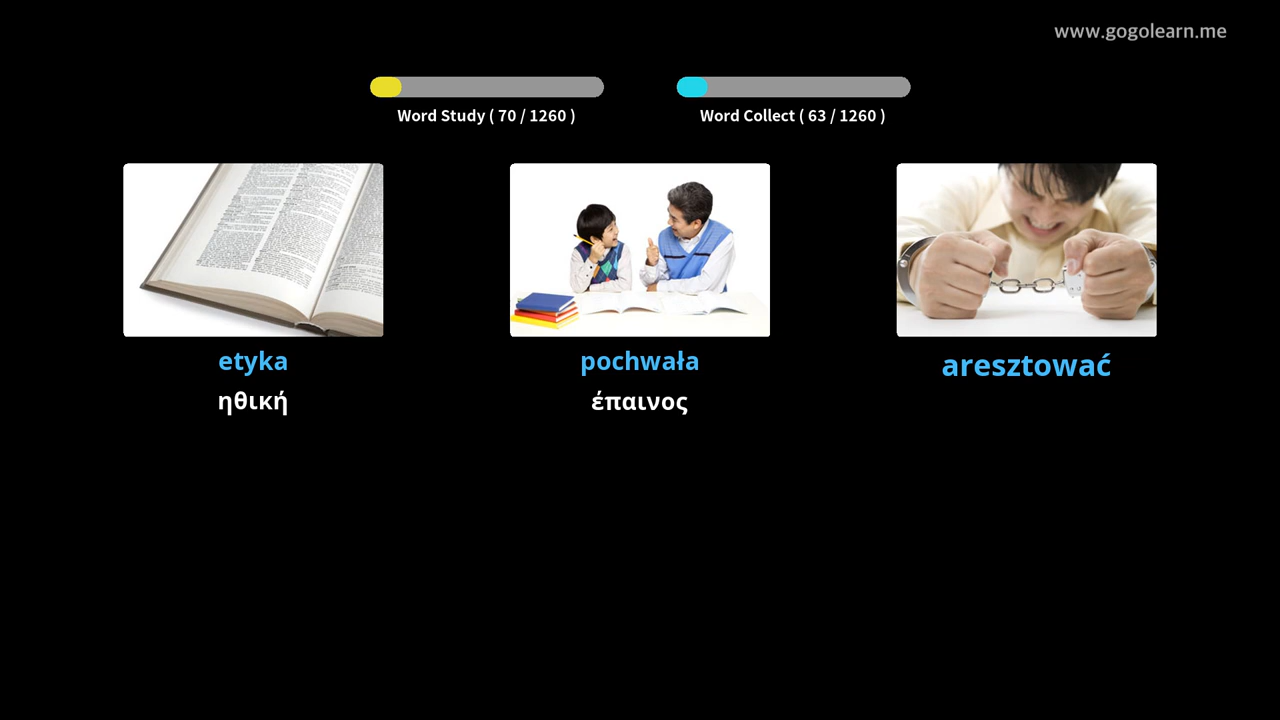 www.gogolearn.me
Word Study ( 70 / 1260 )
Word Collect ( 63 / 1260 )
etyka
ηθική
pochwała
έπαινος
aresztować